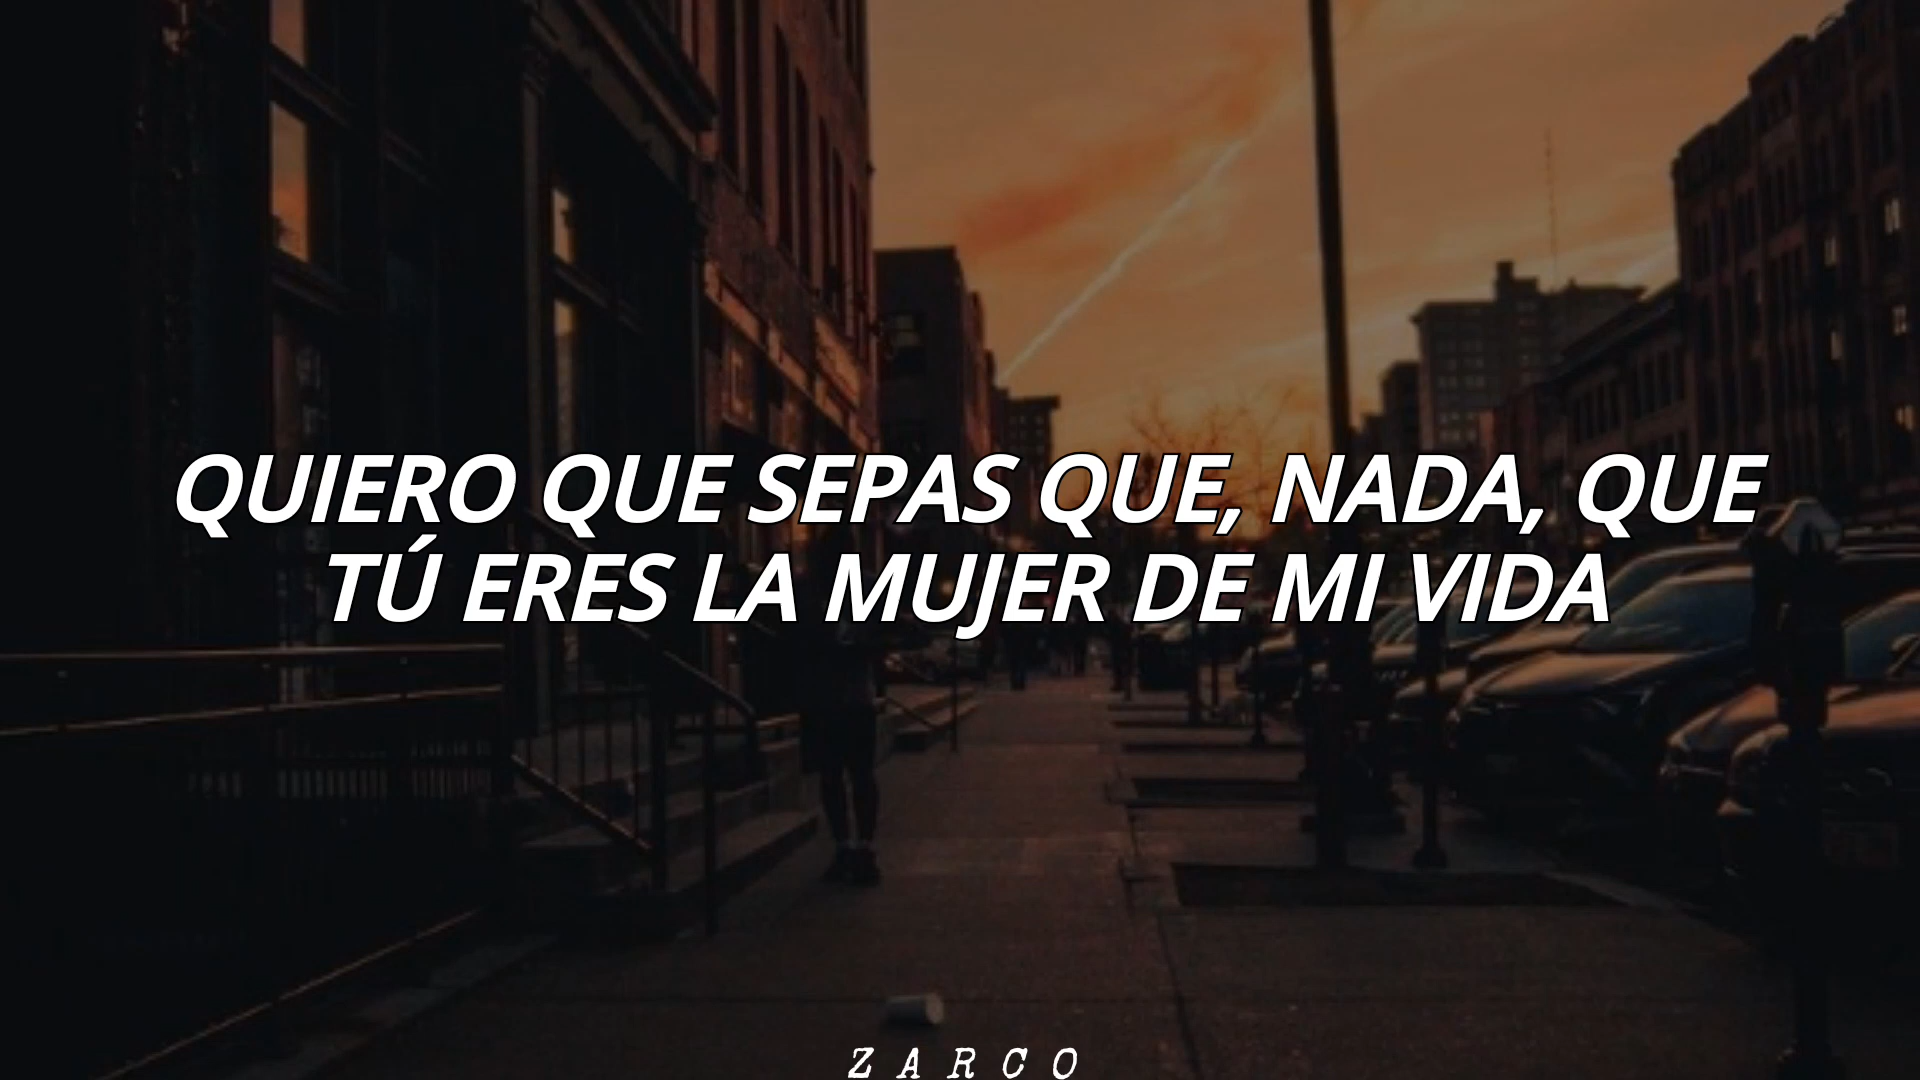 QUIERO QUE SEPAS QUE, NADA, QUE
TÚ ERES LA MUJER DE MI VIDA
ZARCO